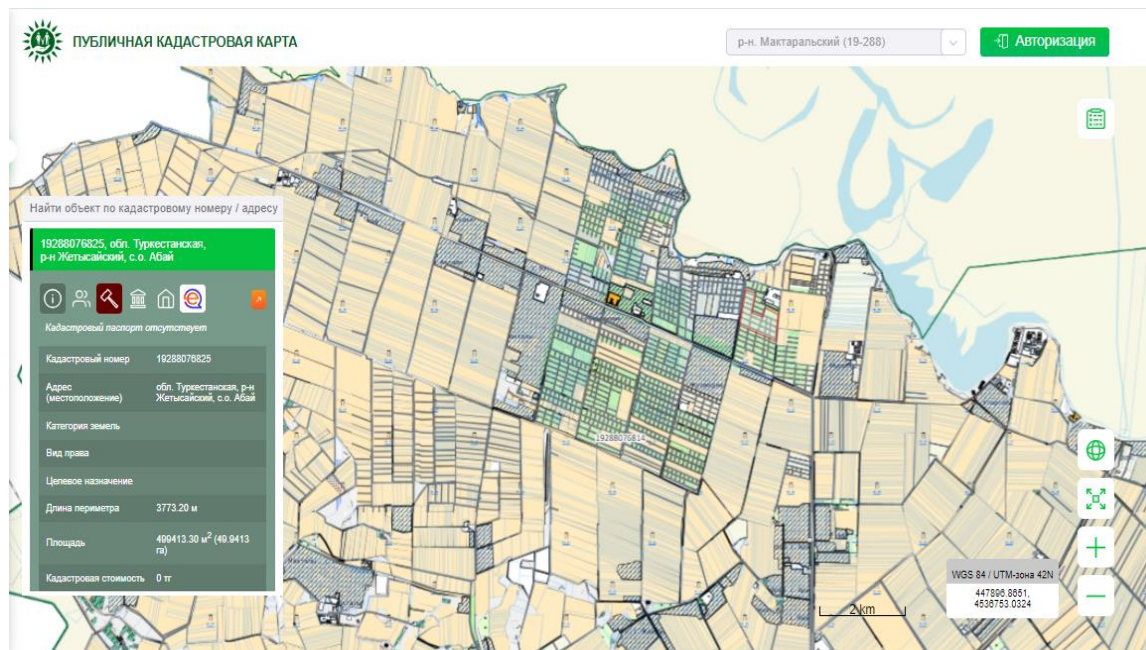 ПУБЛИЧНАЯ КАДАСТРОВАЯ КАРТА
р-н. Мактаральский (19-288)
Авторизация
Найти объект по кадастровому номеру / адресу
19288076825, обл. Туркестанская,
р-н Жетысайский, с.о. Абай
Кадастровый паспорт отсутствует
Кадастровый номер 19288076825
Адрес (местоположение) обл. Туркестанская, р-н Жетысайский, с.о. Абай
Категория земель
Вид права
Целевое назначение
Длина периметра 3773.20 м
Площадь 499413.30 м² (49.9413 га)
Кадастровая стоимость 0 тг
19288076814
2 km
WGS 84 / UTM-зона 42N
447896.8651,
4536753.0324